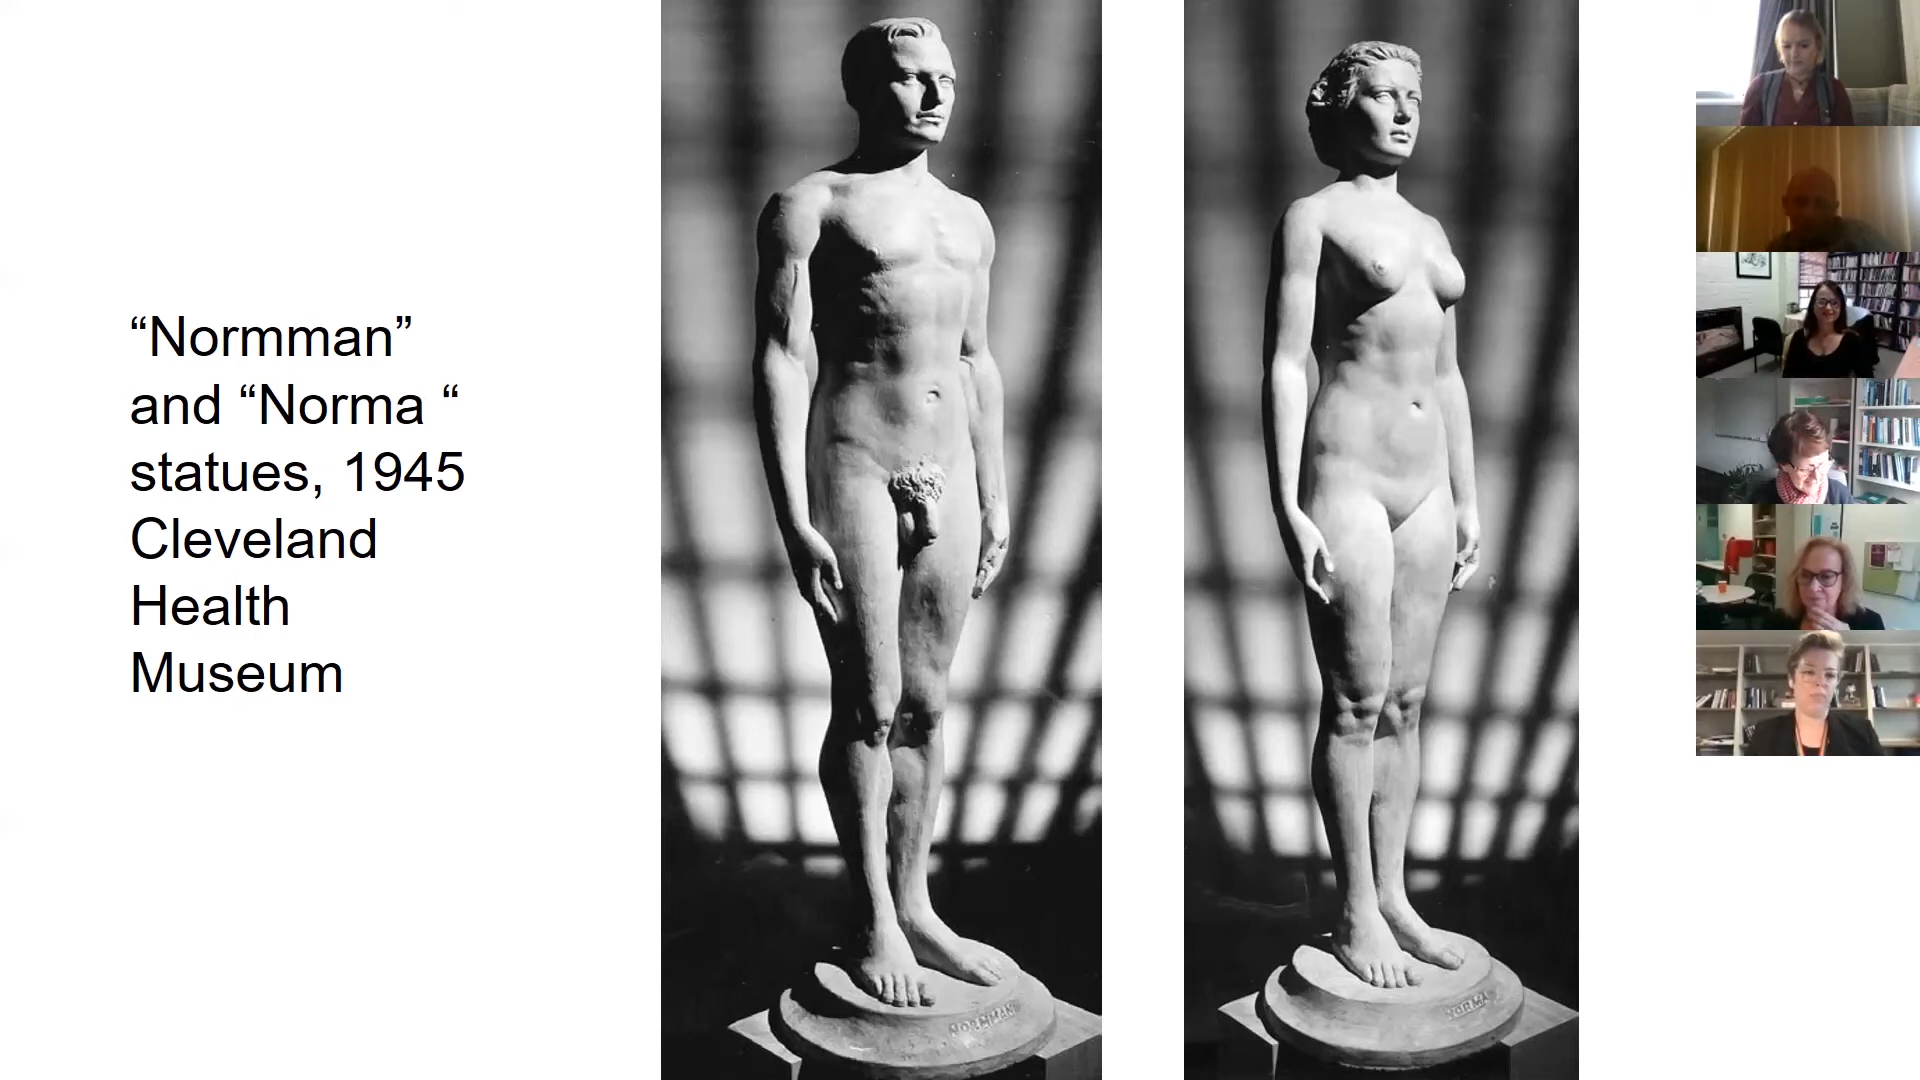 “Normman”
and “Norma “
statues, 1945
Cleveland
Health
Museum
NORMMAN
NORMA